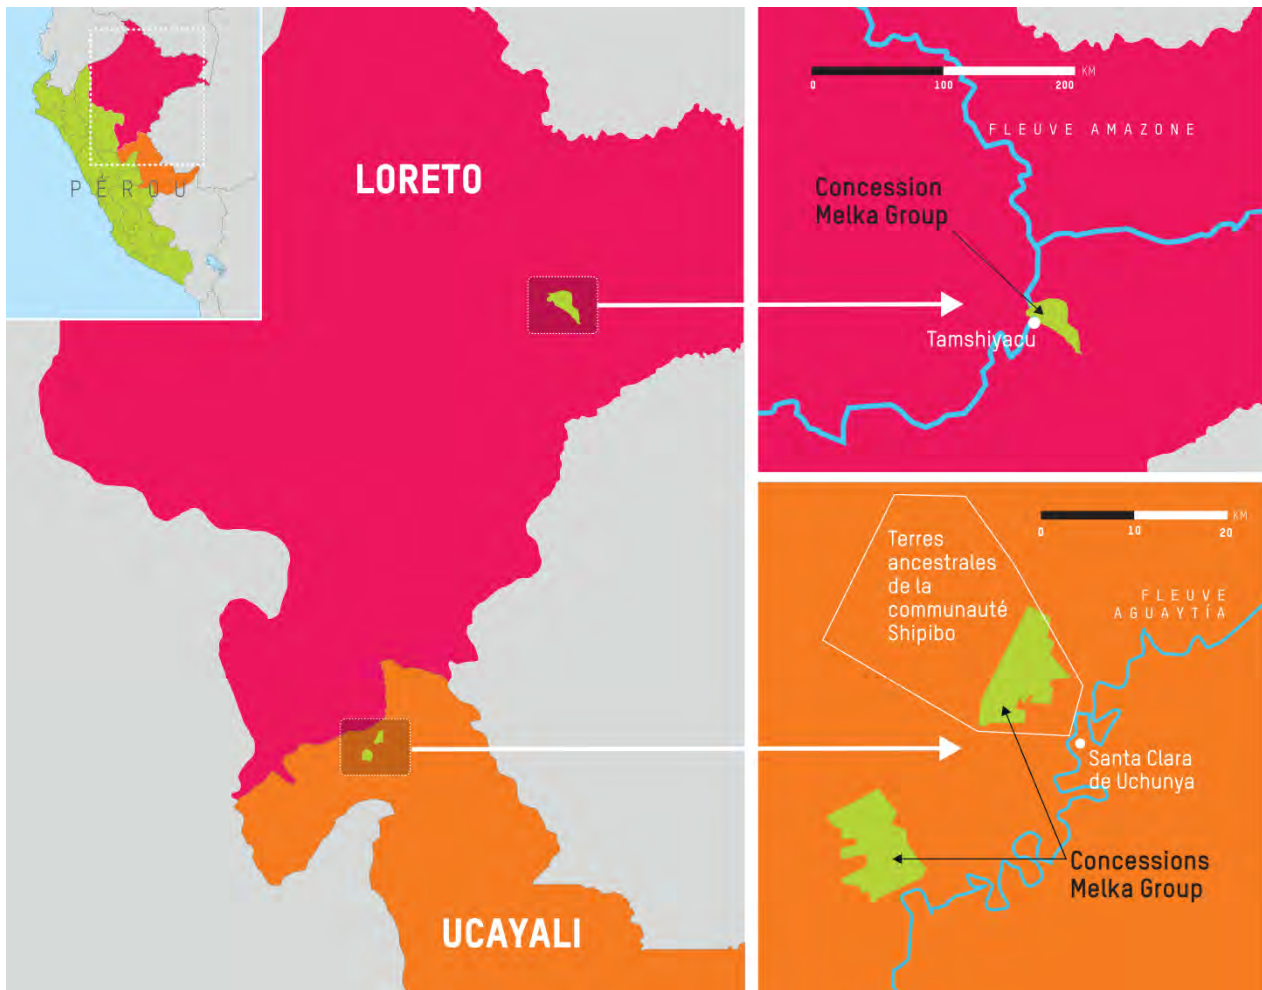 PÉROU
LORETO
UCAYALI
KM
0 100 200
FLEUVE AMAZONE
Concession
Melka Group
Tamshiyacu
KM
0 10 20
Terres
ancestrales
de la
communauté
Shipibo
FLEUVE
AGUAYTÍA
Santa Clara
de Uchunya
Concessions
Melka Group